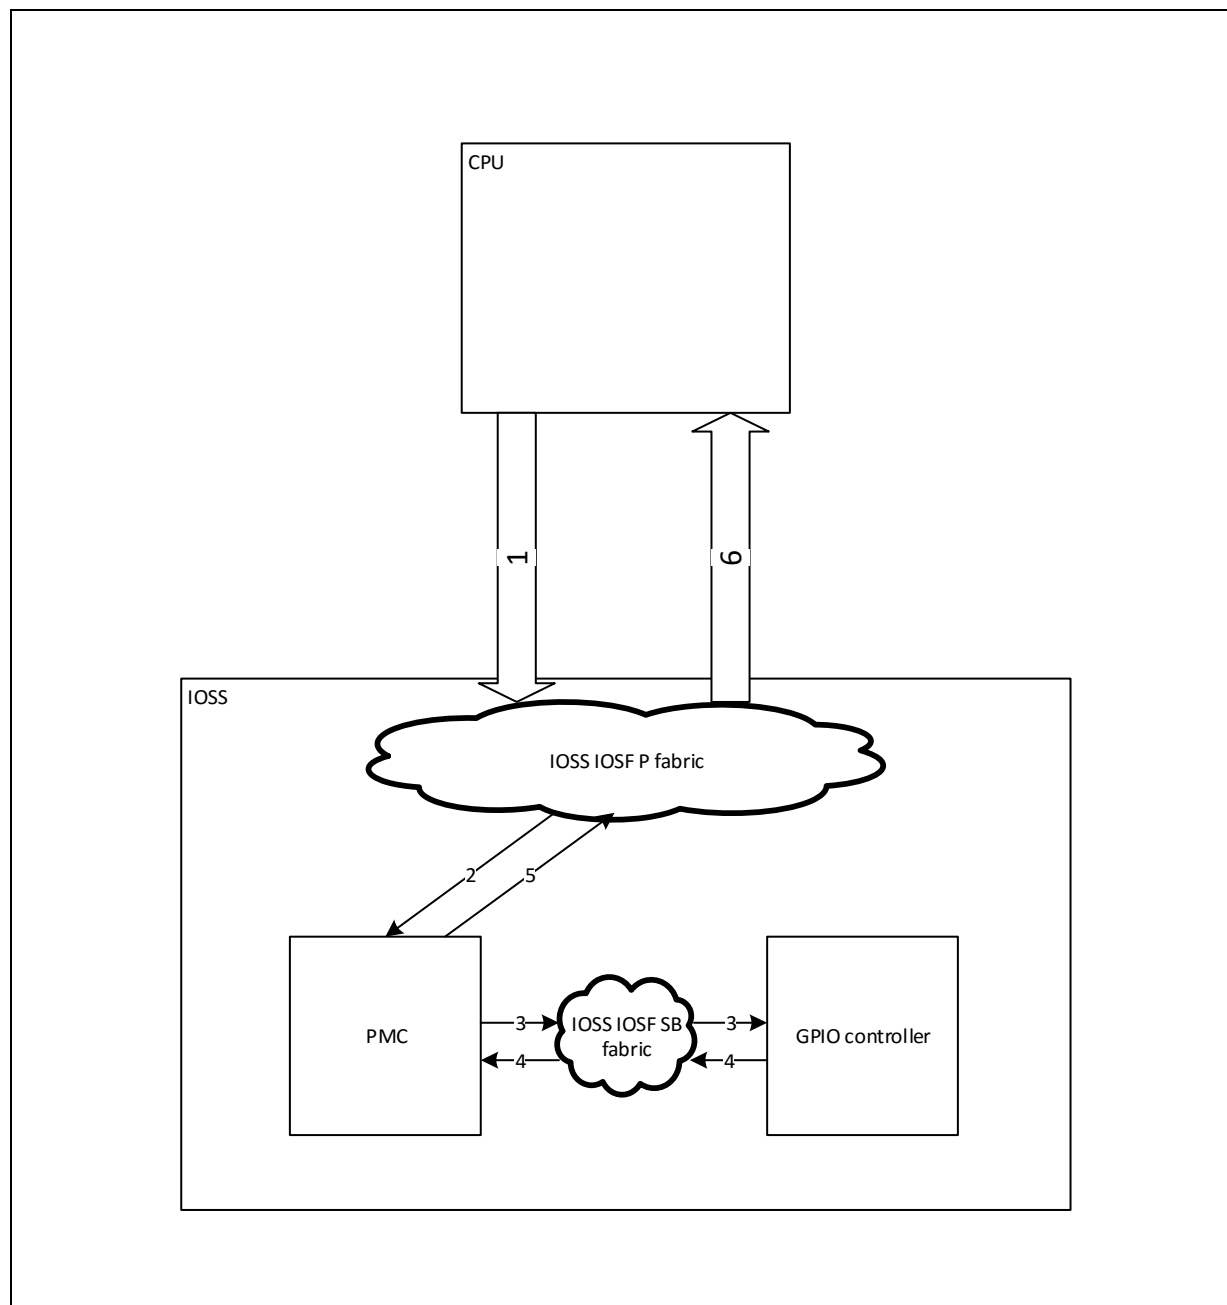 CPU
1
6
IOSS
IOSS IOSF P fabric
2
5
PMC
3
4
IOSS IOSF SB
fabric
3
4
GPIO controller